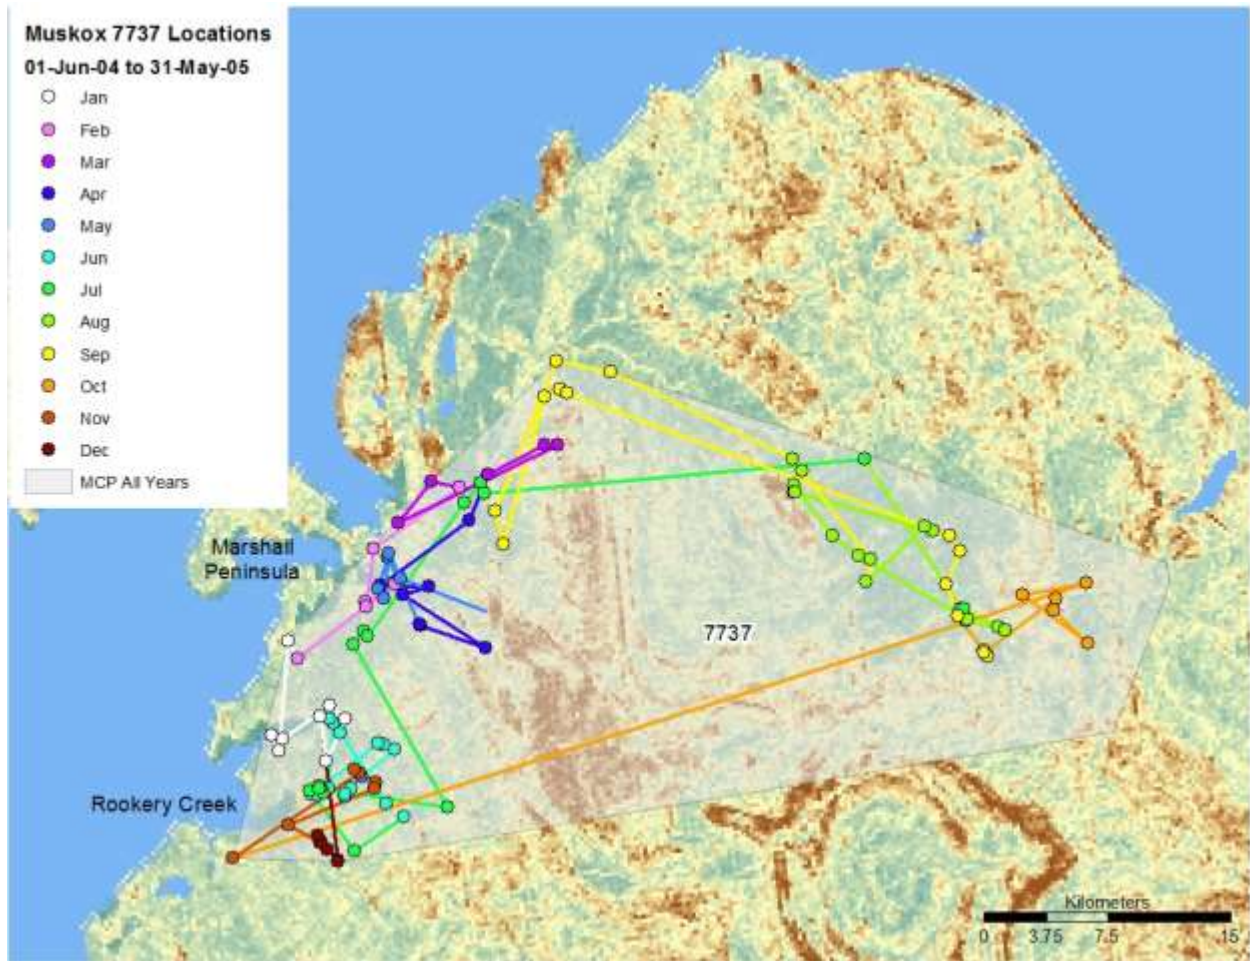 Muskox 7737 Locations
01-Jun-04 to 31-May-05
Jan
Feb
Mar
Apr
May
Jun
Jul
Aug
Sep
Oct
Nov
Dec
MCP All Years
Marshall
Peninsula
7737
Rookery Creek
Kilometers
0 3.75 7.5 15